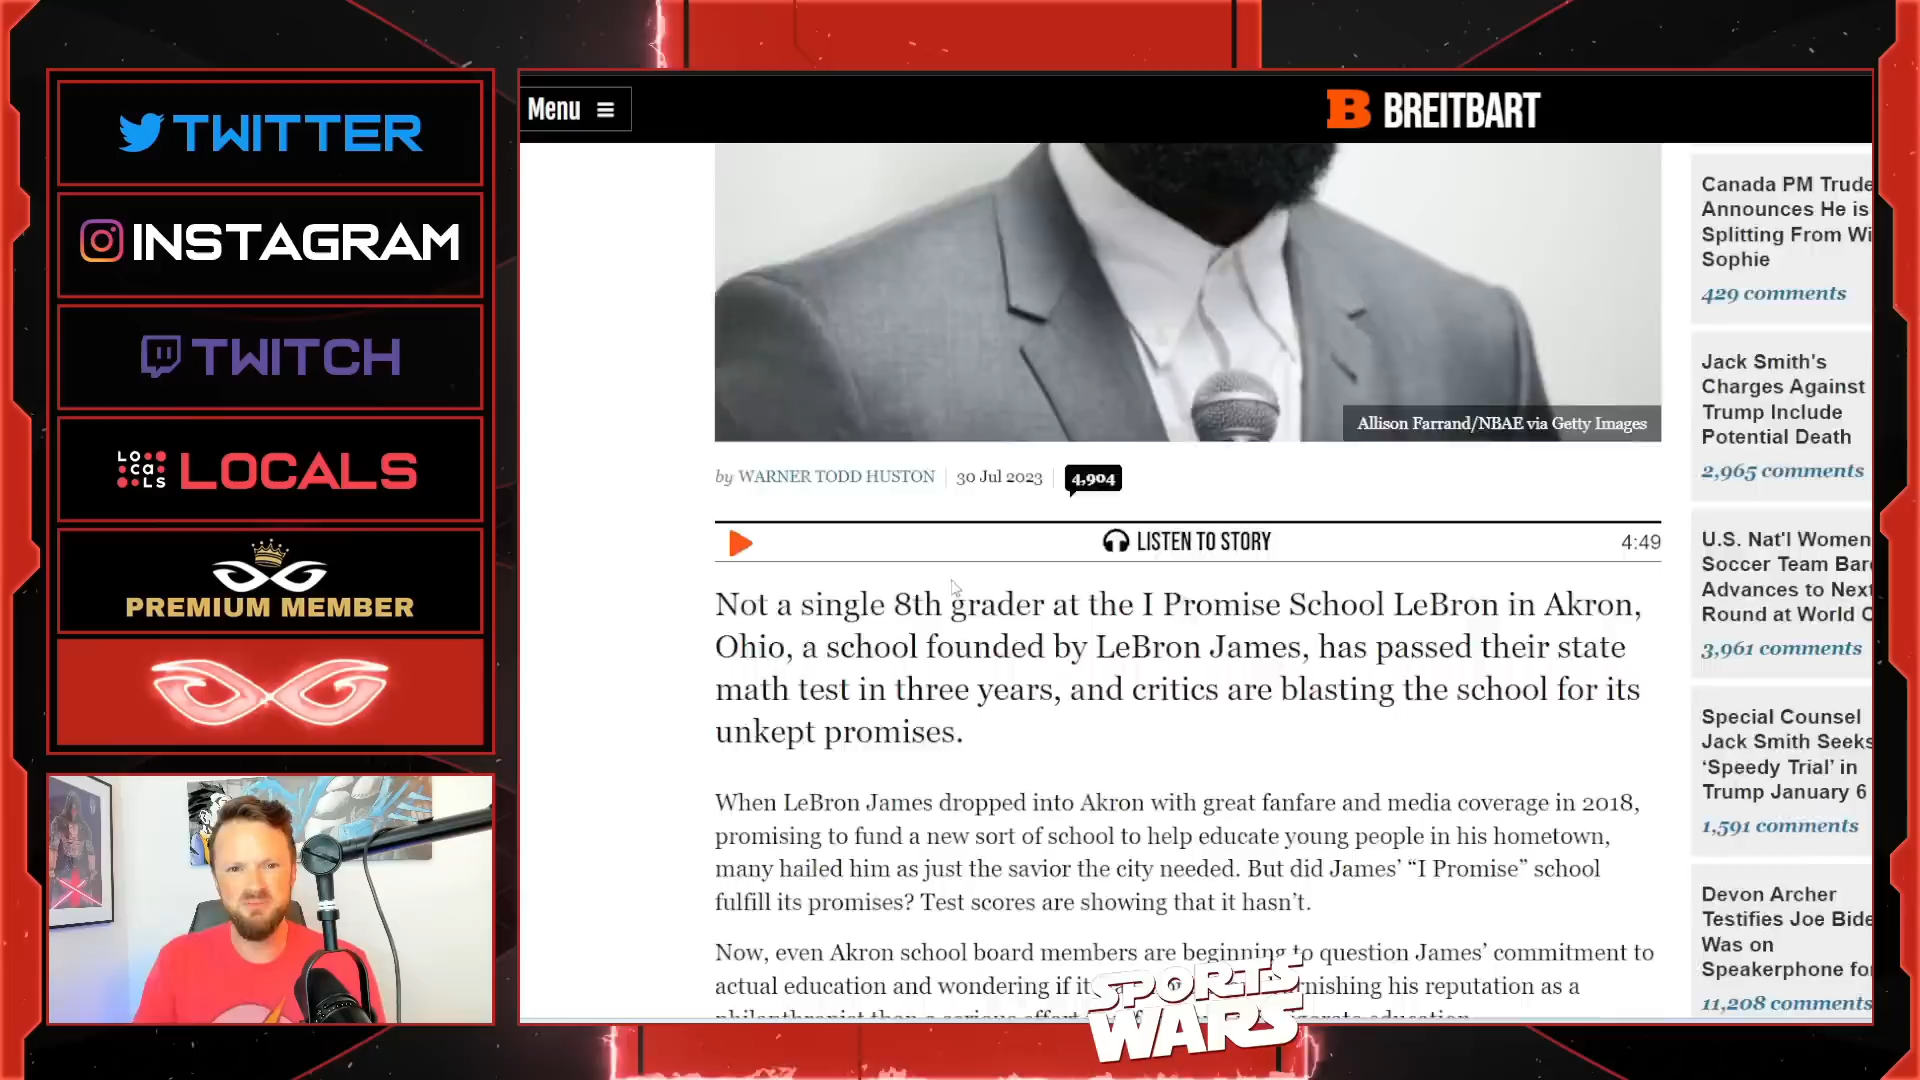 TWITTER
INSTAGRAM
TWITCH
LOCALS
LOCALS
PREMIUM MEMBER
Menu
B BREITBART
Allison Farrand/NBAE via Getty Images
by WARNER TODD HUSTON 30 Jul 2023 4,904
LISTEN TO STORY 4:49
Not a single 8th grader at the I Promise School LeBron in Akron,
Ohio, a school founded by LeBron James, has passed their state
math test in three years, and critics are blasting the school for its
unkept promises.
When LeBron James dropped into Akron with great fanfare and media coverage in 2018,
promising to fund a new sort of school to help educate young people in his hometown,
many hailed him as just the savior the city needed. But did James' “I Promise” school
fulfill its promises? Test scores are showing that it hasn't.
Now, even Akron school board members are beginning to question James' commitment to
actual education and wondering if it his reputation as a
SPORTS
WARS
Canada PM Trude
Announces He is
Splitting From Wi
Sophie
429 comments
Jack Smith's
Charges Against
Trump Include
Potential Death
2,965 comments
U.S. Nat'l Women
Soccer Team Bar
Advances to Next
Round at World C
3,961 comments
Special Counsel
Jack Smith Seeks
‘Speedy Trial’ in
Trump January 6
1,591 comments
Devon Archer
Testifies Joe Bide
Was on
Speakerphone fo
11,208 comments